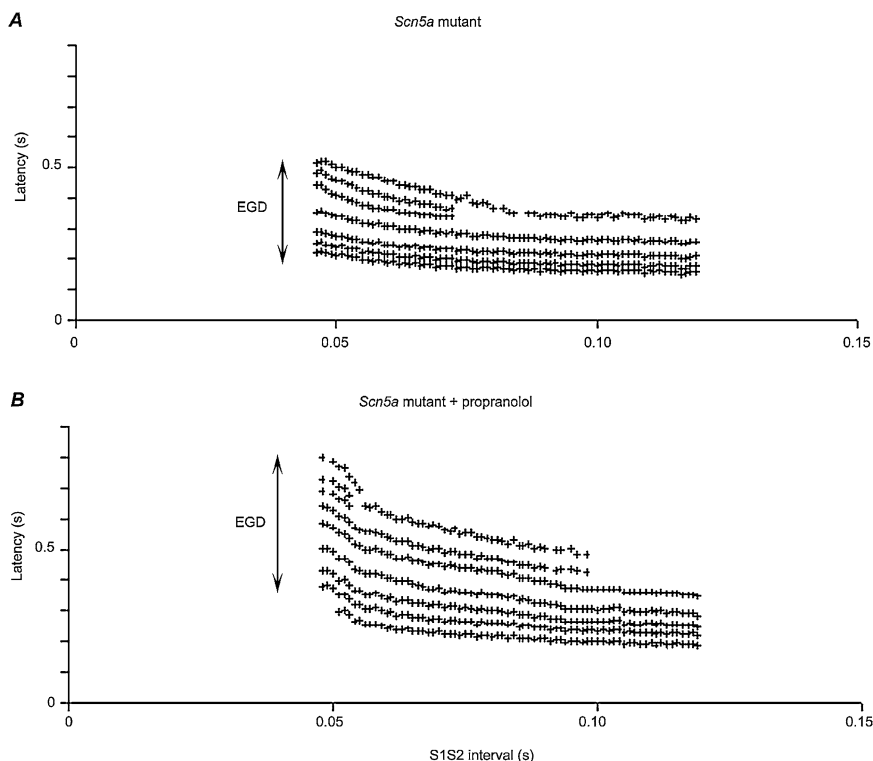 A
Scn5a mutant
Latency (s)
0.5
EGD
0
0 0.05 0.10 0.15
B
Scn5a mutant + propranolol
Latency (s)
0.5
EGD
0
0 0.05 0.10 0.15
S1S2 interval (s)